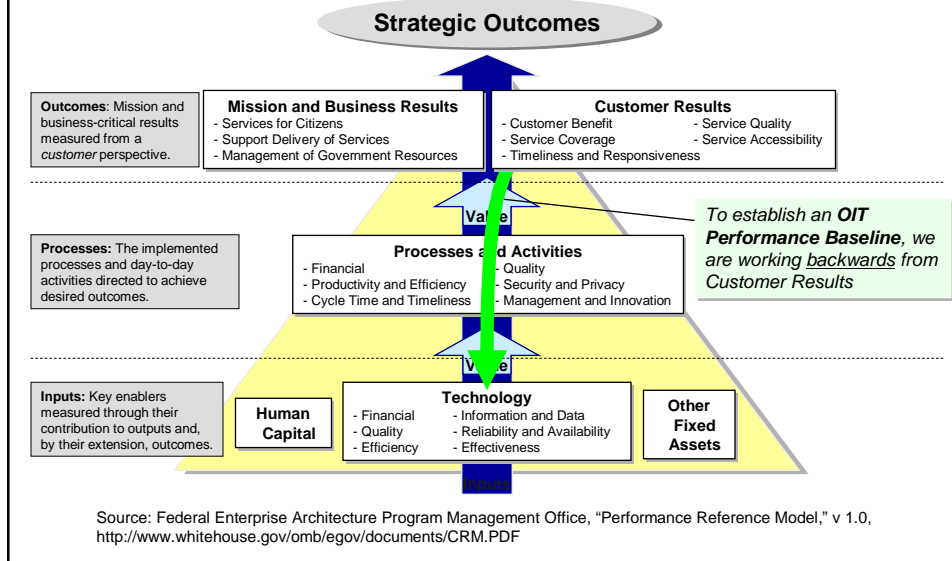 Strategic Outcomes
Outcomes: Mission and
business-critical results
measured from a
customer perspective.
Mission and Business Results
- Services for Citizens
- Support Delivery of Services
- Management of Government Resources
Customer Results
- Customer Benefit
- Service Coverage
- Timeliness and Responsiveness
- Service Quality
- Service Accessibility
Value
To establish an OIT
Performance Baseline, we
are working backwards from
Customer Results
Processes: The implemented
processes and day-to-day
activities directed to achieve
desired outcomes.
Processes and Activities
- Financial
- Productivity and Efficiency
- Cycle Time and Timeliness
- Quality
- Security and Privacy
- Management and Innovation
Value
Inputs: Key enablers
measured through their
contribution to outputs and,
by their extension, outcomes.
Human
Capital
Technology
- Financial
- Quality
- Efficiency
- Information and Data
- Reliability and Availability
- Effectiveness
Other
Fixed
Assets
Inputs
Source: Federal Enterprise Architecture Program Management Office, “Performance Reference Model,” v 1.0,
http://www.whitehouse.gov/omb/egov/documents/CRM.PDF